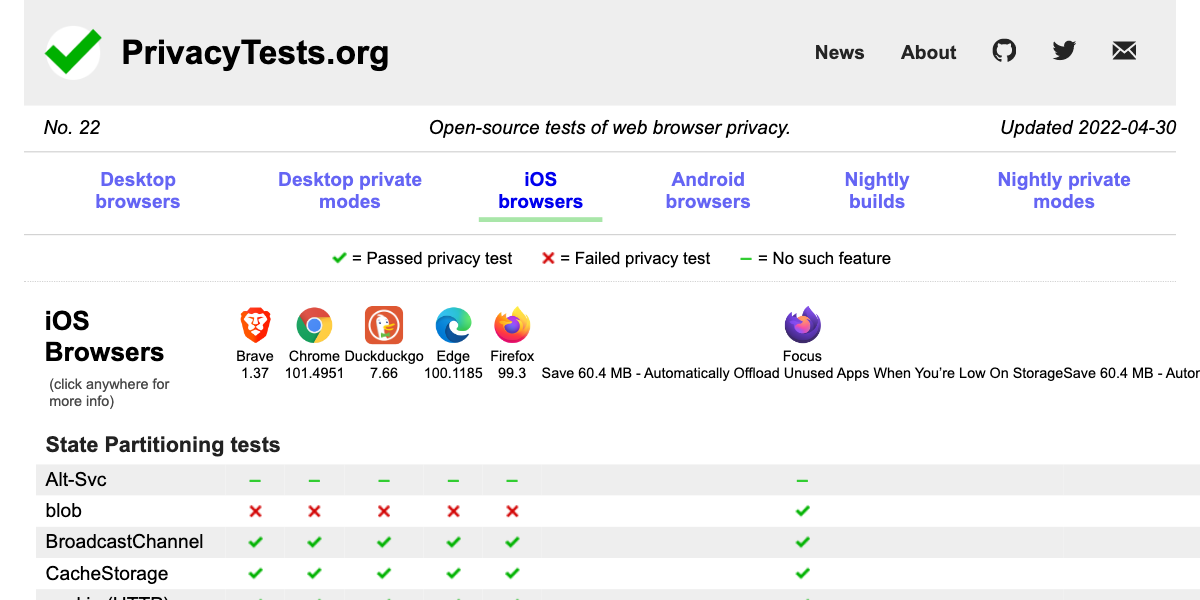 PrivacyTests.org
News About
No. 22 Open-source tests of web browser privacy. Updated 2022-04-30
Desktop browsers Desktop private modes iOS browsers Android browsers Nightly builds Nightly private modes
= Passed privacy test = Failed privacy test = No such feature
iOS
Browsers
(click anywhere for
more info)
Brave Chrome Duckduckgo Edge Firefox Focus
1.37 101.4951 7.66 100.1185 99.3 Save 60.4 MB - Automatically Offload Unused Apps When You’re Low On StorageSave 60.4 MB -
State Partitioning tests
Alt-Svc
blob
BroadcastChannel
CacheStorage